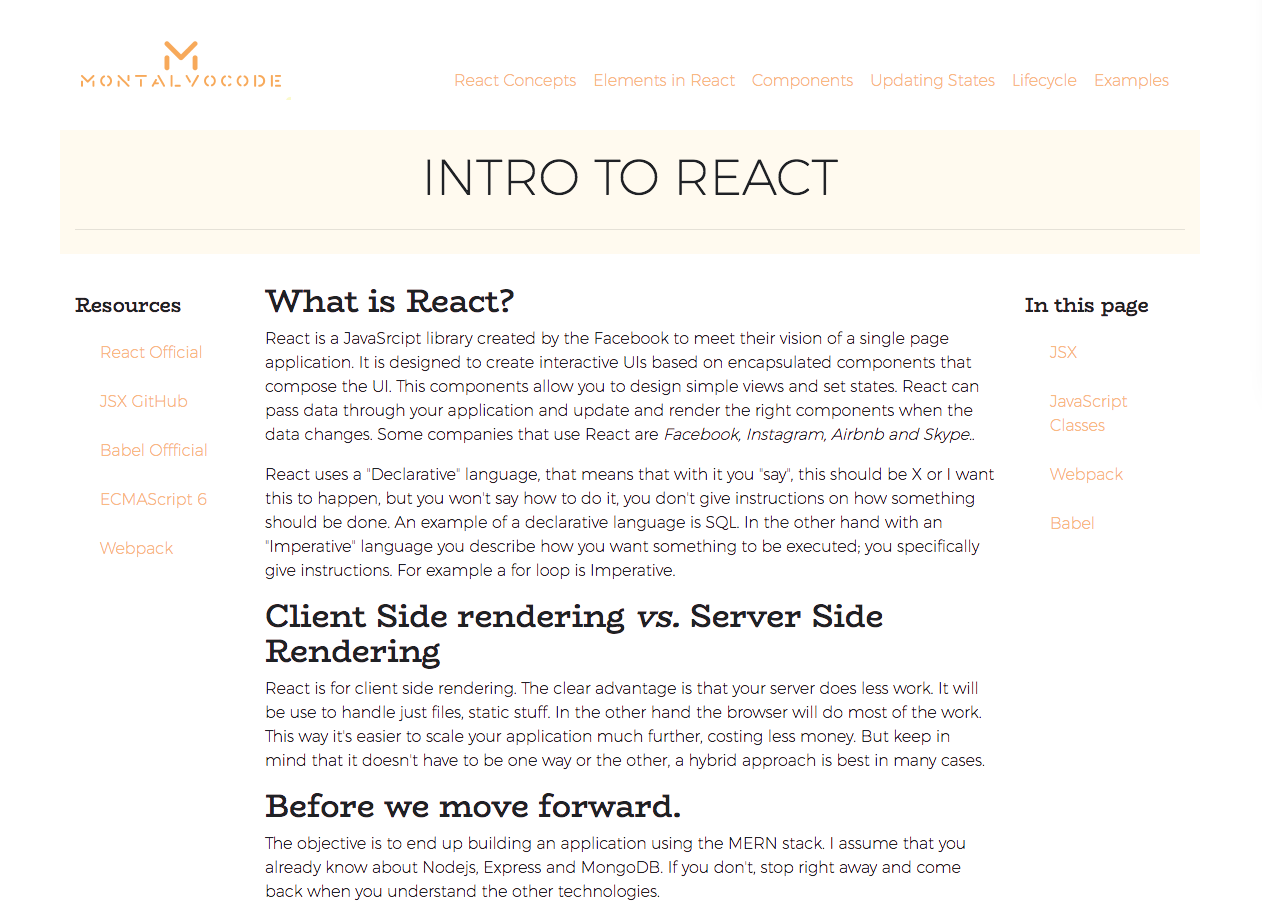 MONTALVOCODE
React Concepts Elements in React Components Updating States Lifecycle Examples
INTRO TO REACT
Resources
React Official
JSX GitHub
Babel Offficial
ECMAScript 6
Webpack
What is React?
React is a JavaSrcipt library created by the Facebook to meet their vision of a single page
application. It is designed to create interactive UIs based on encapsulated components that
compose the UI. This components allow you to design simple views and set states. React can
pass data through your application and update and render the right components when the
data changes. Some companies that use React are Facebook, Instagram, Airbnb and Skype..
React uses a "Declarative" language, that means that with it you "say", this should be X or I want
this to happen, but you won't say how to do it, you don't give instructions on how something
should be done. An example of a declarative language is SQL. In the other hand with an
"Imperative" language you describe how you want something to be executed; you specifically
give instructions. For example a for loop is Imperative.
Client Side rendering vs. Server Side
Rendering
React is for client side rendering. The clear advantage is that your server does less work. It will
be use to handle just files, static stuff. In the other hand the browser will do most of the work.
This way it's easier to scale your application much further, costing less money. But keep in
mind that it doesn't have to be one way or the other, a hybrid approach is best in many cases.
Before we move forward.
The objective is to end up building an application using the MERN stack. I assume that you
already know about Nodejs, Express and MongoDB. If you don't, stop right away and come
back when you understand the other technologies.
In this page
JSX
JavaScript
Classes
Webpack
Babel